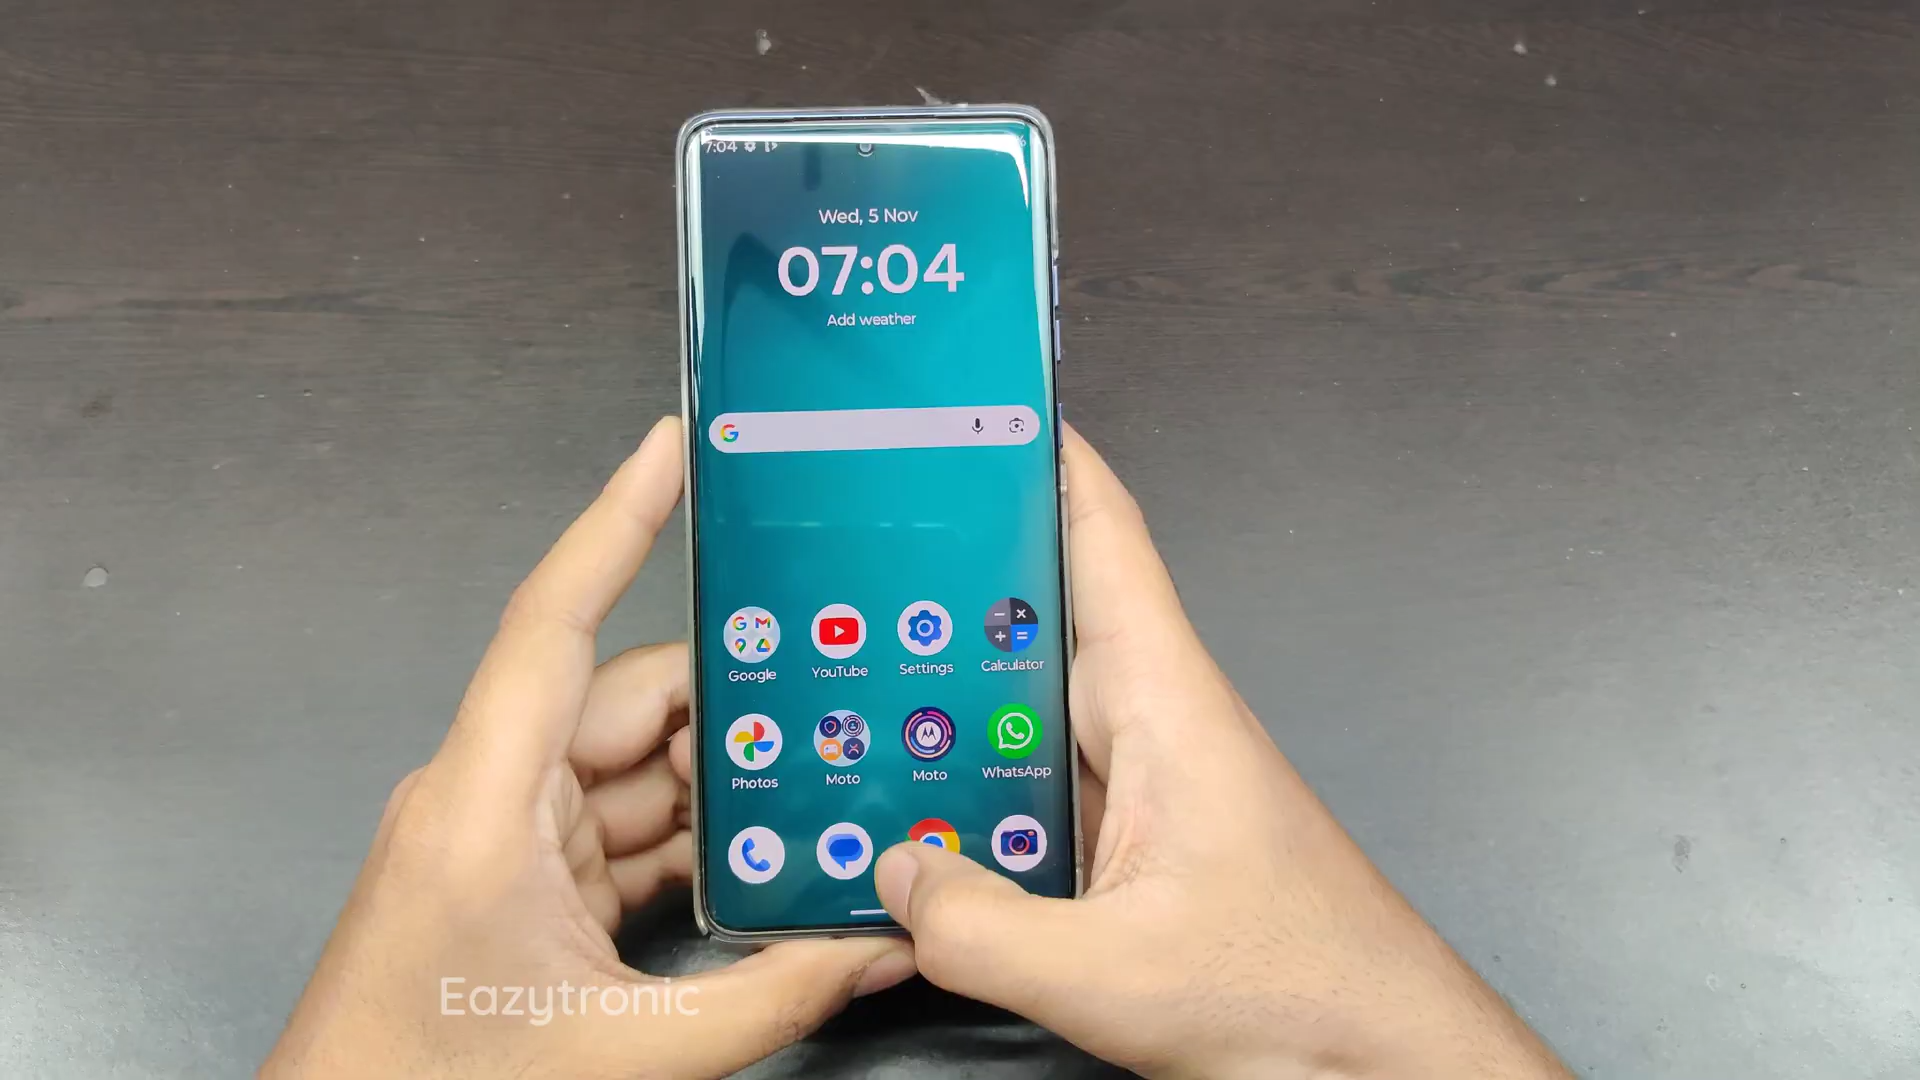 7:04
Wed, 5 Nov
07:04
Add weather
Google
YouTube
Settings
Calculator
Photos
Moto
Moto
WhatsApp
Eazytronic